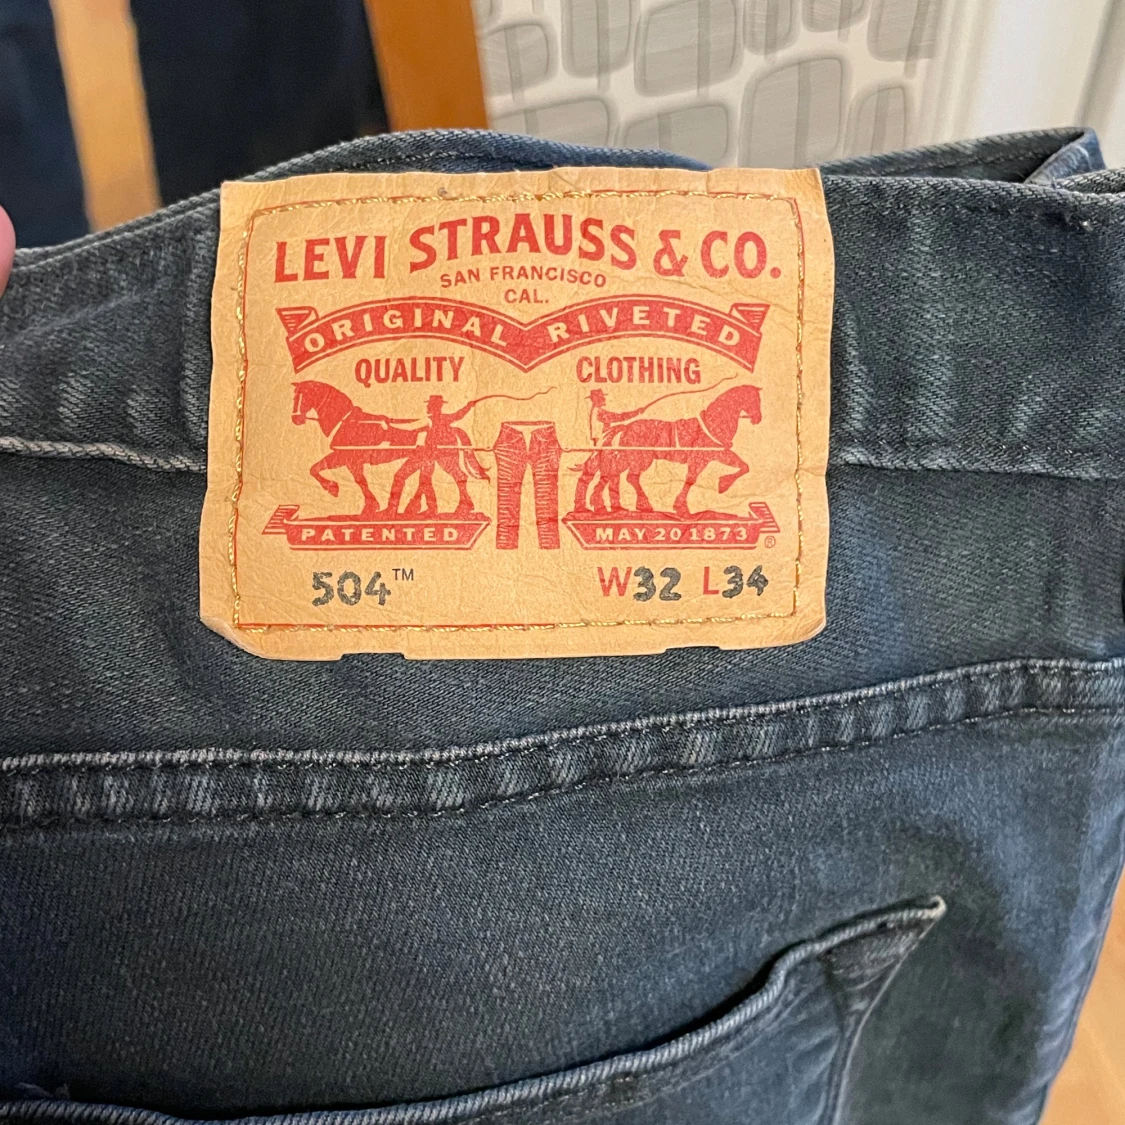 LEVI STRAUSS & CO.
SAN FRANCISCO
CAL.
ORIGINAL RIVETED
QUALITY CLOTHING
PATENTED MAY 20 1873 ®
504™ W32 L34